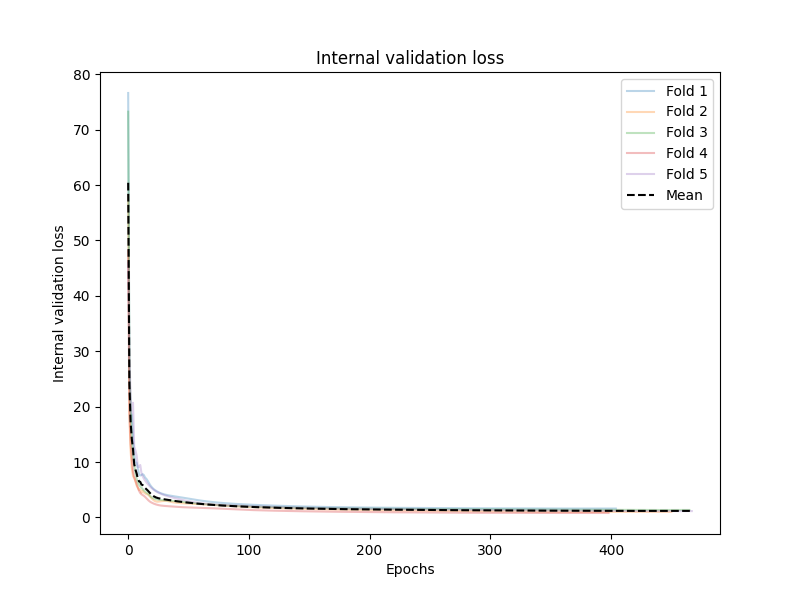 Internal validation loss
80
70
60
50
40
30
20
10
0
Internal validation loss
Fold 1
Fold 2
Fold 3
Fold 4
Fold 5
Mean
0 100 200 300 400
Epochs